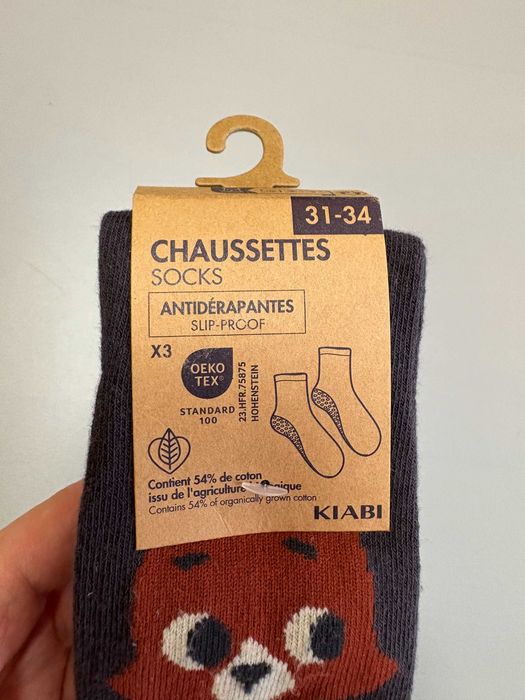 31-34
CHAUSSETTES
SOCKS
ANTIDÉRAPANTES
SLIP-PROOF
X3
OEKO
TEX®
STANDARD
100
23.HFR.75875
HOHENSTEIN
Contient 54% de coton
issu de l'agriculture
Contains 54% of organically grown cotton
KIABI